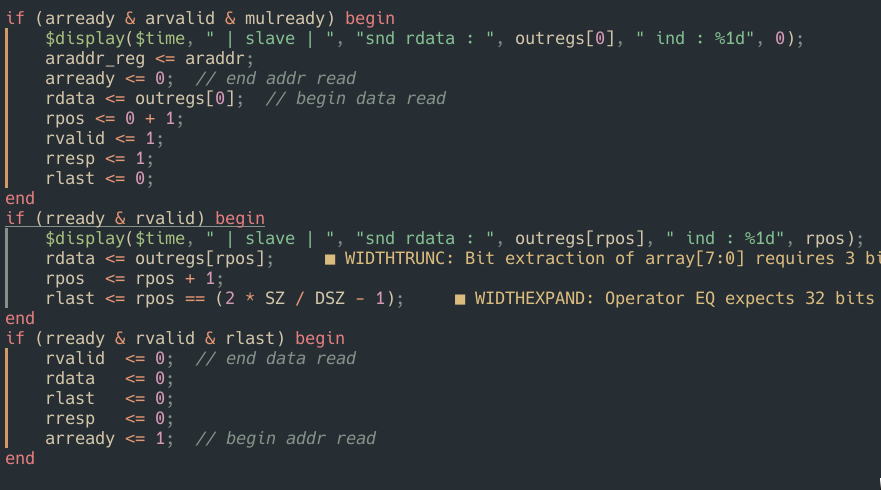 if (arready & arvalid & mulready) begin
    $display($time, " | slave | ", "snd rdata : ", outregs[0], " ind : %1d", 0);
    araddr_reg <= araddr;
    arready <= 0;  // end addr read
    rdata <= outregs[0];  // begin data read
    rpos <= 0 + 1;
    rvalid <= 1;
    rresp <= 1;
    rlast <= 0;
end
if (rready & rvalid) begin
    $display($time, " | slave | ", "snd rdata : ", outregs[rpos], " ind : %1d", rpos);
    rdata <= outregs[rpos];     ■ WIDTHTRUNC: Bit extraction of array[7:0] requires 3 bi
    rpos  <= rpos + 1;
    rlast <= rpos == (2 * SZ / DSZ - 1);     ■ WIDTHEXPAND: Operator EQ expects 32 bits
end
if (rready & rvalid & rlast) begin
    rvalid  <= 0;  // end data read
    rdata   <= 0;
    rlast   <= 0;
    rresp   <= 0;
    arready <= 1;  // begin addr read
end